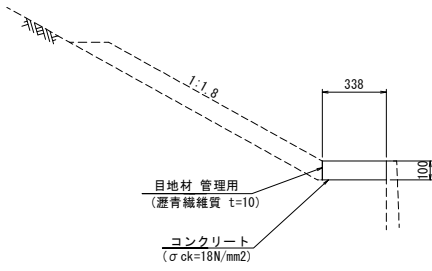 1:1.8
338
100
目地材 管理用
(瀝青繊維質 t=10)
コンクリート
(σck=18N/mm2)